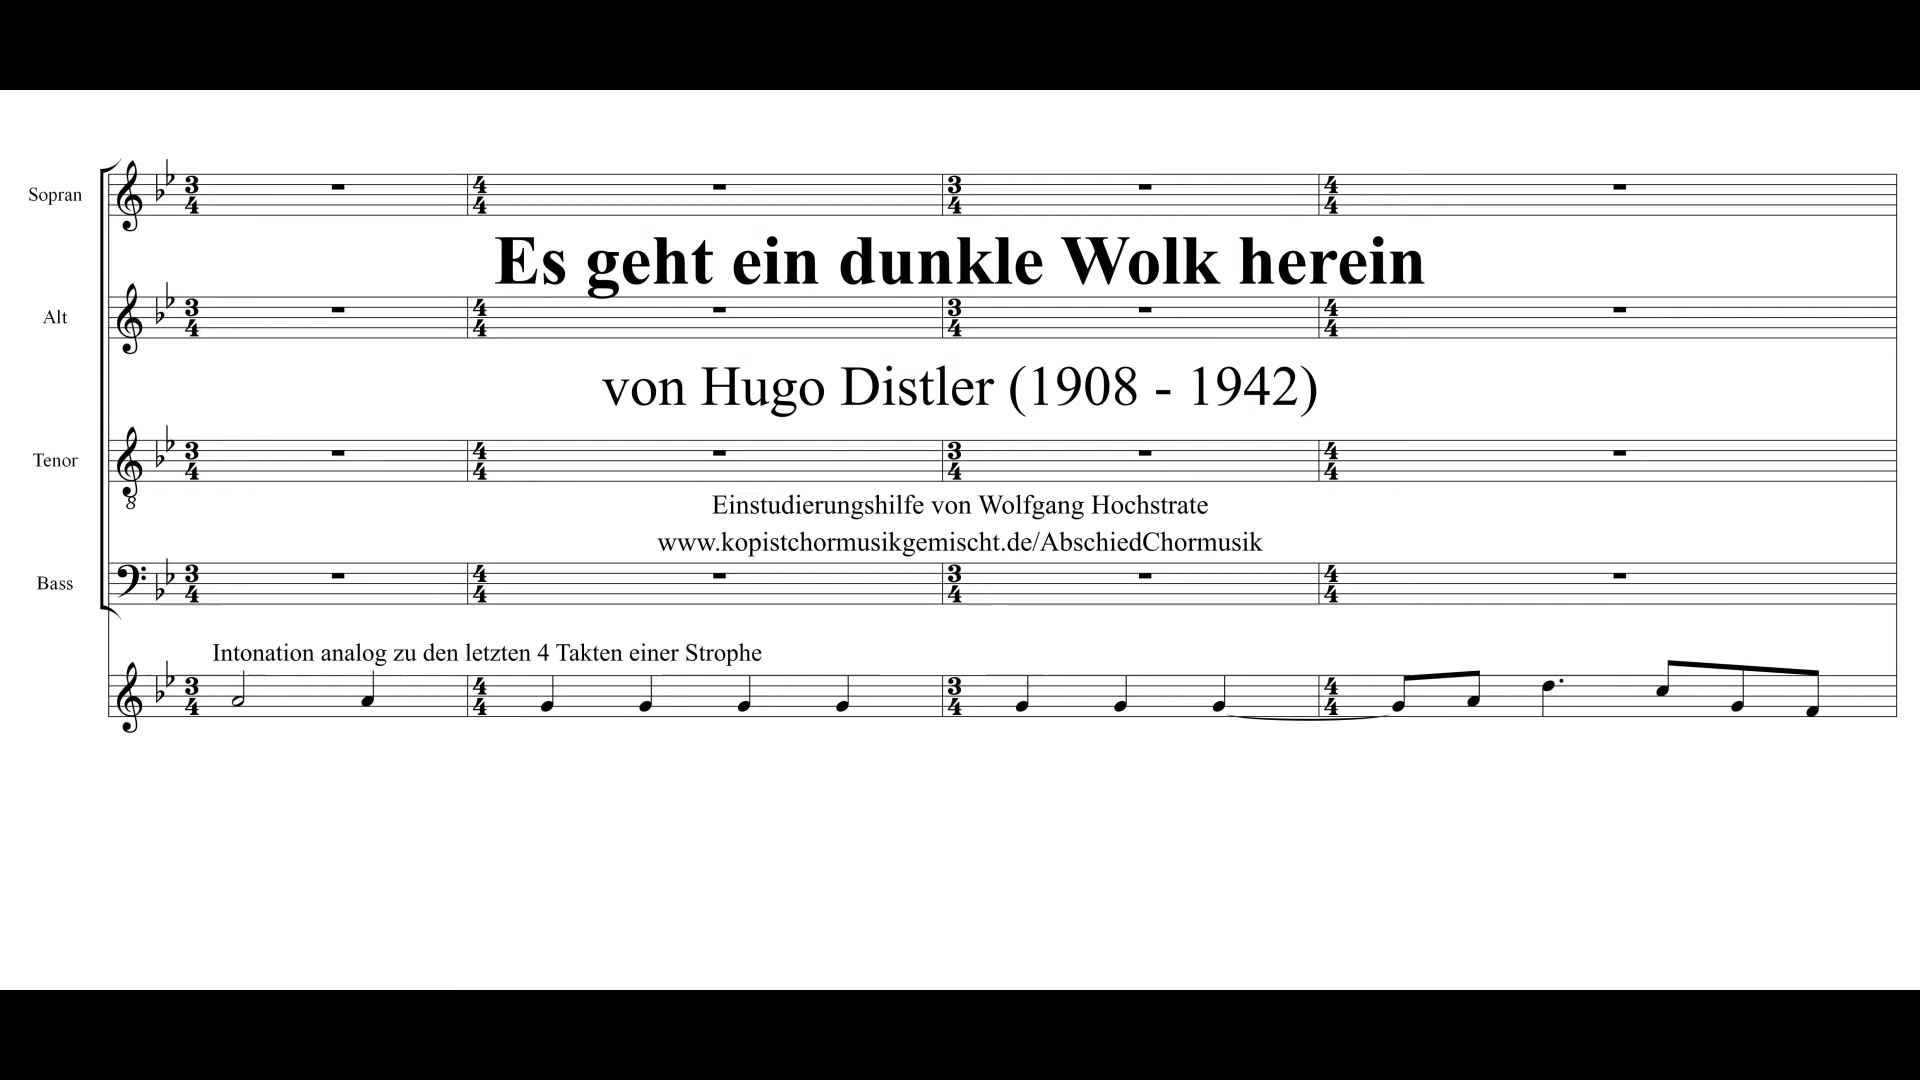 Sopran
Es geht ein dunkle Wolk herein
Alt
von Hugo Distler (1908 - 1942)
Tenor
Einstudierungshilfe von Wolfgang Hochstrate
www.kopistchormusikgemischt.de/AbschiedChormusik
Bass
Intonation analog zu den letzten 4 Takten einer Strophe